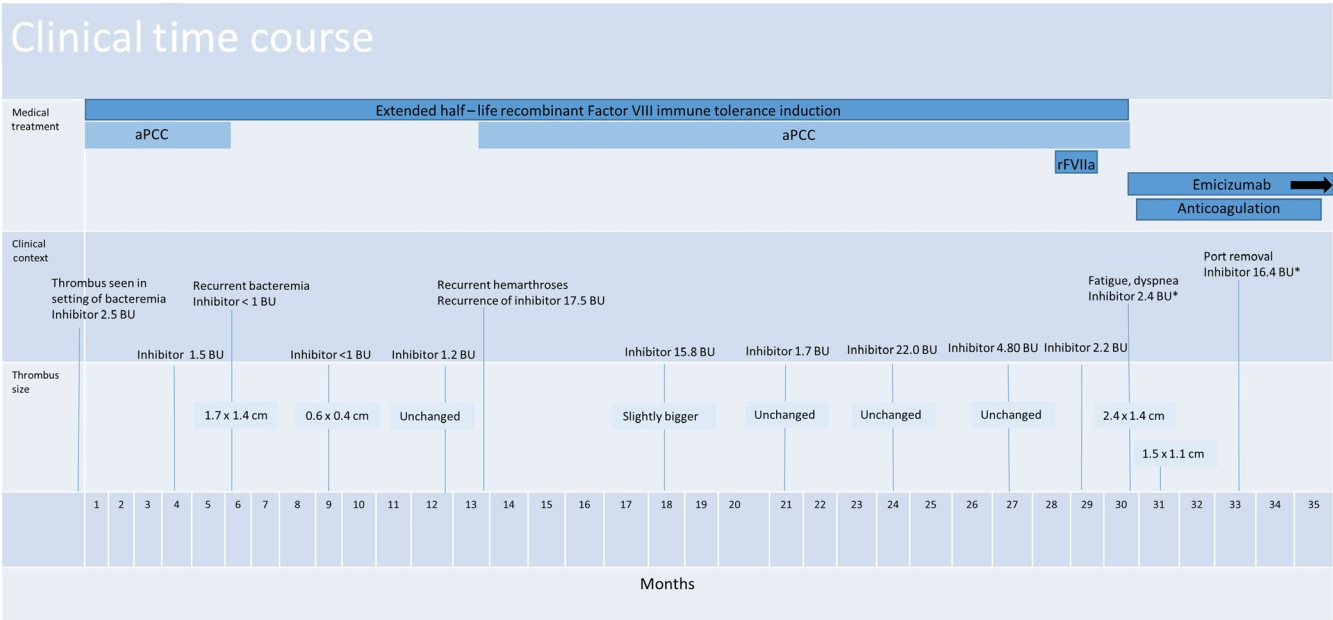 Clinical time course
Medical
treatment
Extended half–life recombinant Factor VIII immune tolerance induction
aPCC
aPCC
rFVIIa
Emicizumab
Anticoagulation
Clinical
context
Thrombus seen in
setting of bacteremia
Inhibitor 2.5 BU
Recurrent bacteremia
Inhibitor < 1 BU
Recurrent hemarthroses
Recurrence of inhibitor 17.5 BU
Fatigue, dyspnea
Inhibitor 2.4 BU*
Port removal
Inhibitor 16.4 BU*
Inhibitor 1.5 BU
Inhibitor <1 BU
Inhibitor 1.2 BU
Inhibitor 15.8 BU
Inhibitor 1.7 BU
Inhibitor 22.0 BU
Inhibitor 4.80 BU
Inhibitor 2.2 BU
Thrombus
size
1.7 x 1.4 cm
0.6 x 0.4 cm
Unchanged
Slightly bigger
Unchanged
Unchanged
Unchanged
2.4 x 1.4 cm
1.5 x 1.1 cm
1 2 3 4 5 6 7 8 9 10 11 12 13 14 15 16 17 18 19 20 21 22 23 24 25 26 27 28 29 30 31 32 33 34 35
Months